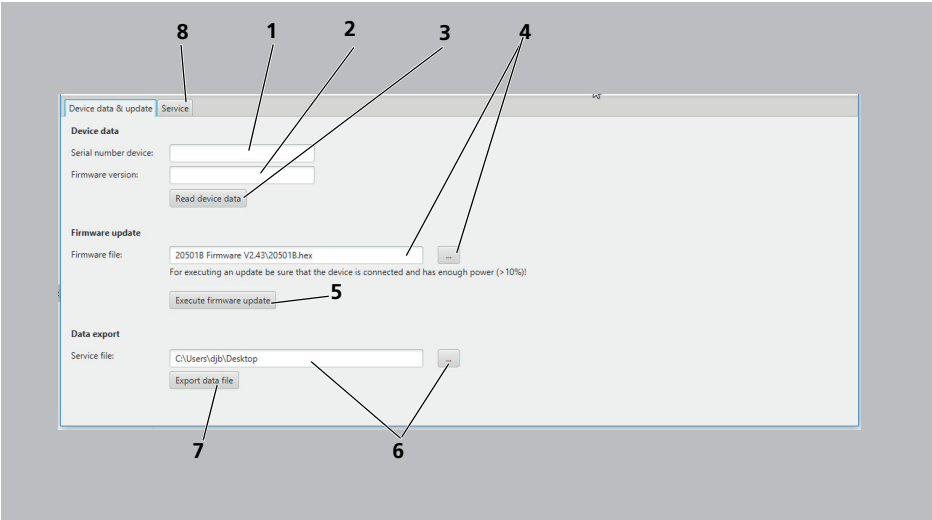 8 1 2 3 4
Device data & update Service
Device data
Serial number device:
Firmware version:
Read device data
Firmware update
Firmware file: 20501B Firmware V2.43\20501B.hex ...
For executing an update be sure that the device is connected and has enough power (>10%)!
Execute firmware update 5
Data export
Service file: C:\Users\djb\Desktop ...
Export data file
7 6